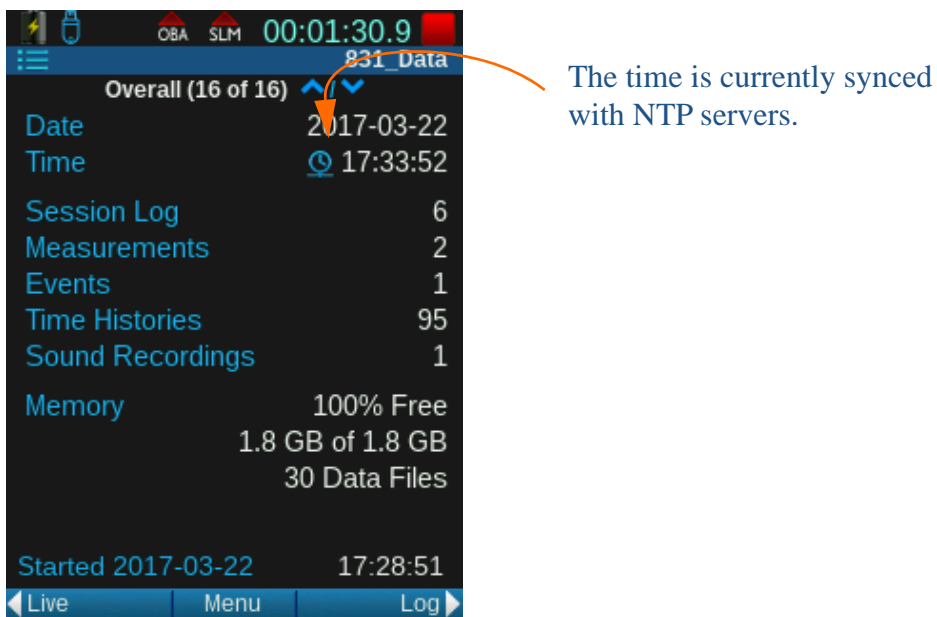 OBA SLM 00:01:30.9
831_Data
Overall (16 of 16) /
Date 2017-03-22
Time 17:33:52
Session Log 6
Measurements 2
Events 1
Time Histories 95
Sound Recordings 1
Memory 100% Free
1.8 GB of 1.8 GB
30 Data Files
Started 2017-03-22 17:28:51
Live Menu Log
The time is currently synced
with NTP servers.